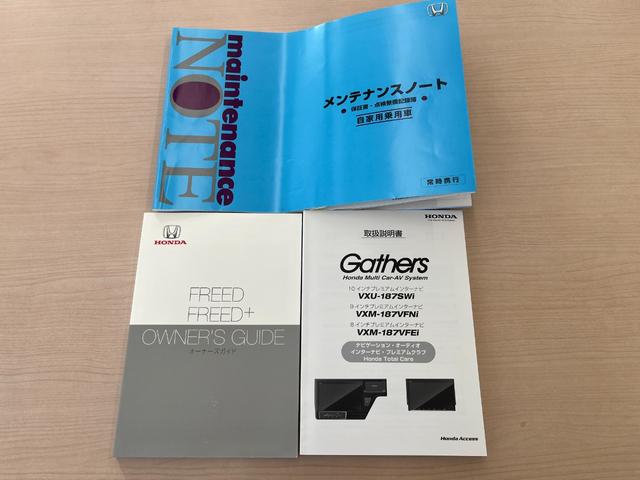 maintenance
NOTE
メンテナンスノート
保証書・点検整備記録簿
自家用乗用車
常時携行
HONDA
FREED
FREED+
OWNER'S GUIDE
オーナーズガイド
HONDA
取扱説明書
Gathers
Honda Multi Car-AV System
10インチプレミアムインターナビ
VXU-187SWi
9インチプレミアムインターナビ
VXM-187VFNi
8インチプレミアムインターナビ
VXM-187VFEi
ナビゲーション・オーディオ
インターナビ・プレミアムクラブ
Honda Total Care
Honda Access